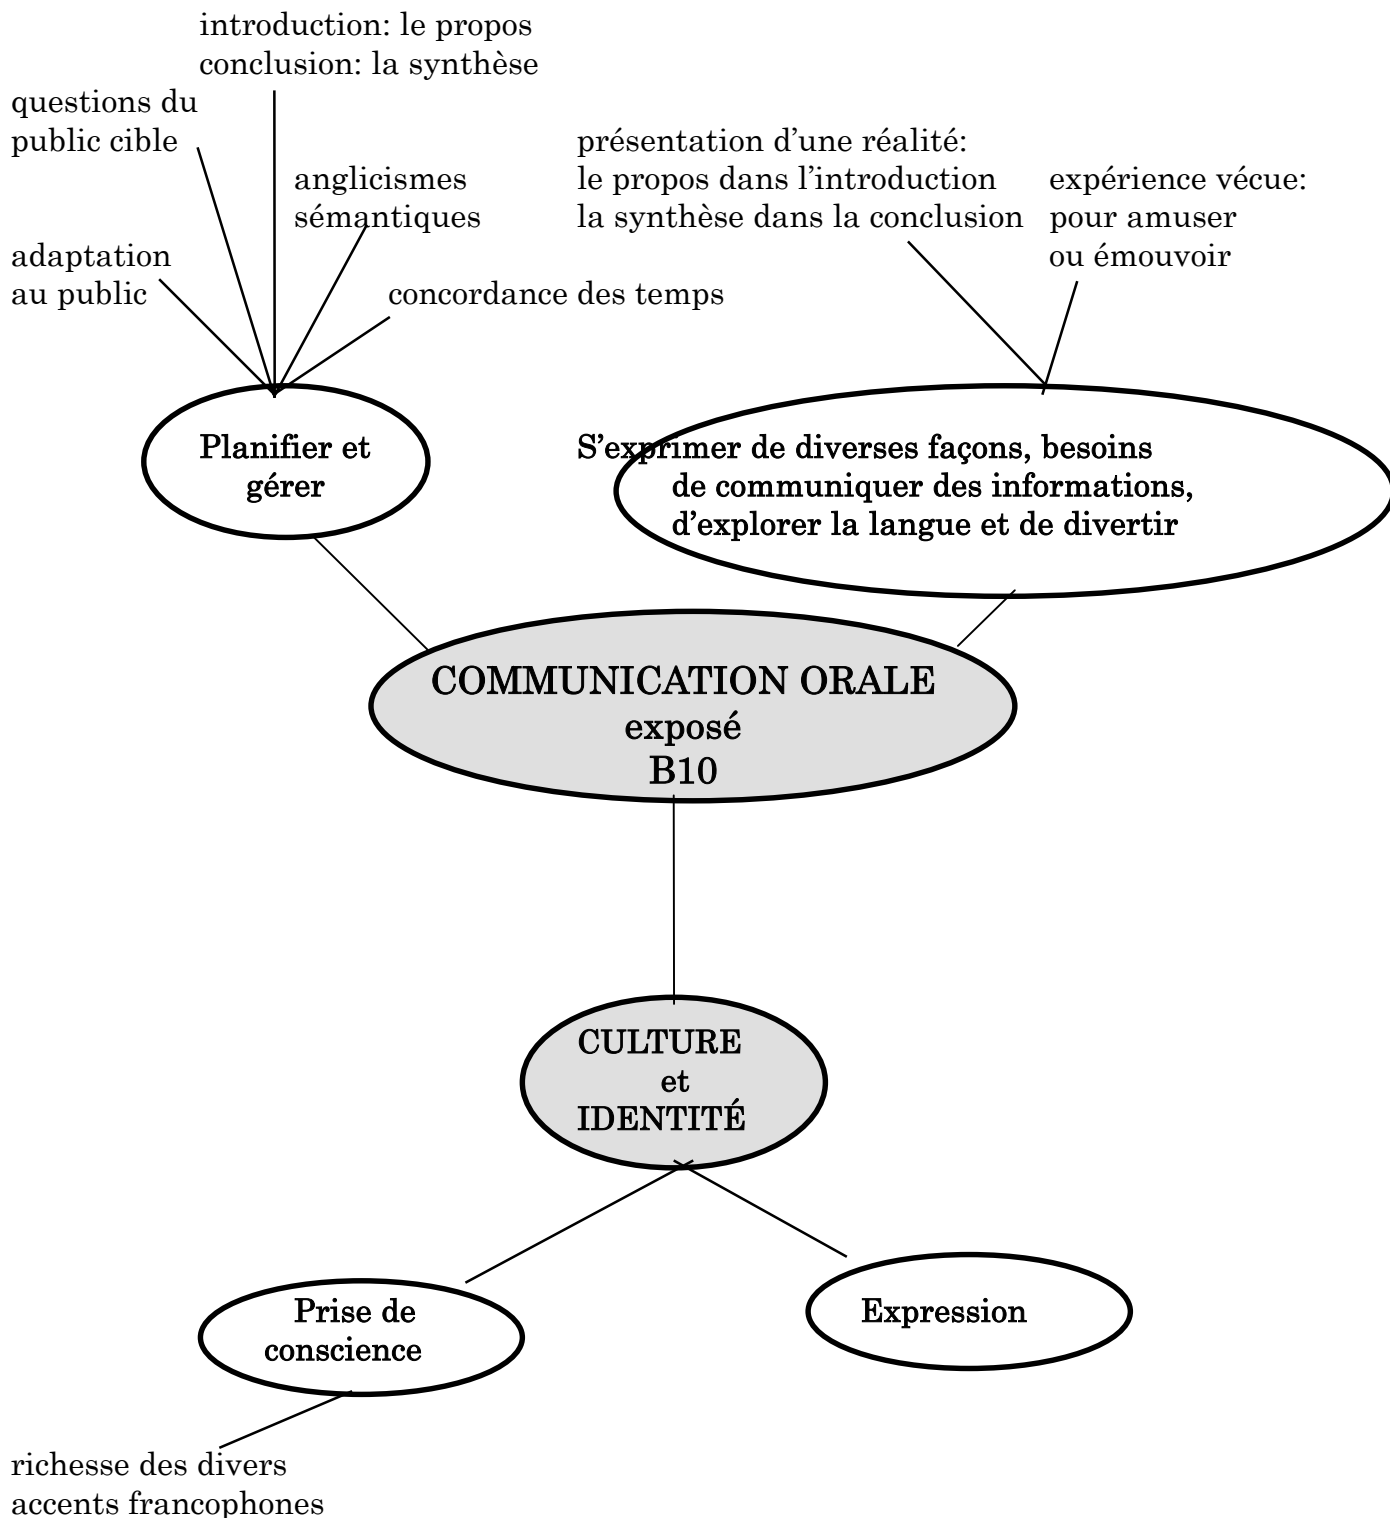 introduction: le propos
conclusion: la synthèse
questions du
public cible
anglicismes
sémantiques
adaptation
au public
concordance des temps
présentation d’une réalité:
le propos dans l’introduction
la synthèse dans la conclusion
expérience vécue:
pour amuser
ou émouvoir
Planifier et
gérer
S’exprimer de diverses façons, besoins
de communiquer des informations,
d’explorer la langue et de divertir
COMMUNICATION ORALE
exposé
B10
CULTURE
et
IDENTITÉ
Prise de
conscience
Expression
richesse des divers
accents francophones